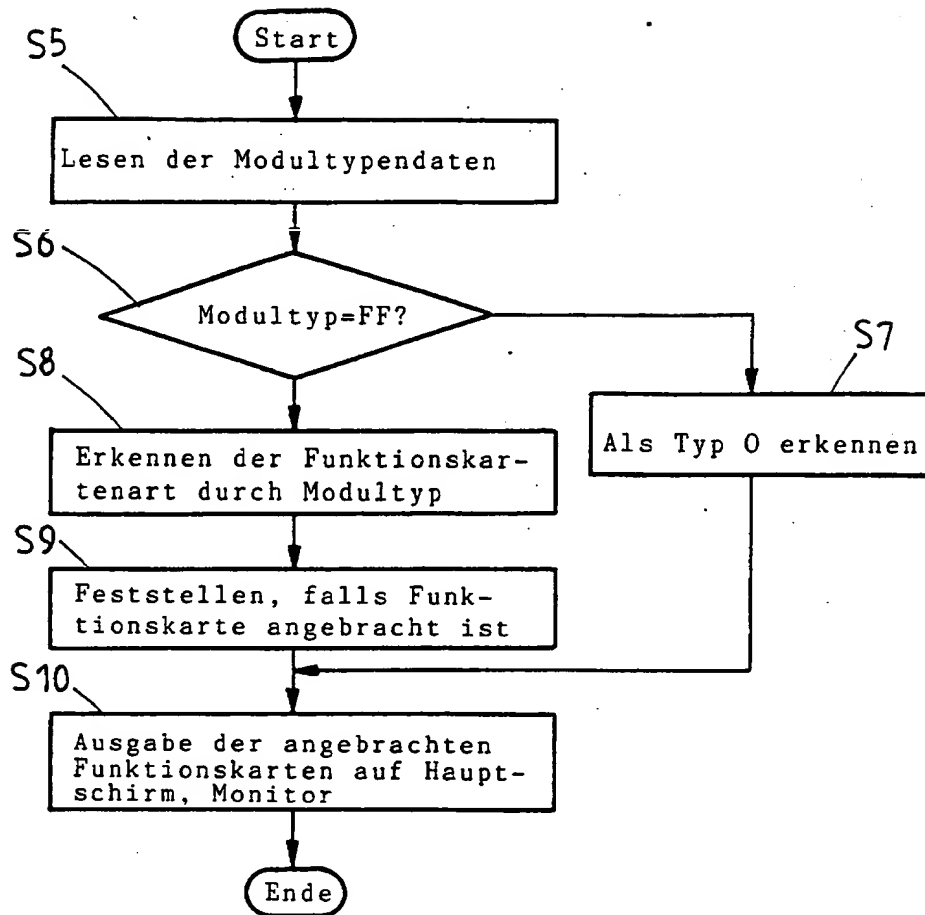 Start
S5
Lesen der Modultypendaten
S6
Modultyp=FF?
S7
Als Typ O erkennen
S8
Erkennen der Funktionskar-
tenart durch Modultyp
S9
Feststellen, falls Funk-
tionskarte angebracht ist
S10
Ausgabe der angebrachten
Funktionskarten auf Haupt-
schirm, Monitor
Ende